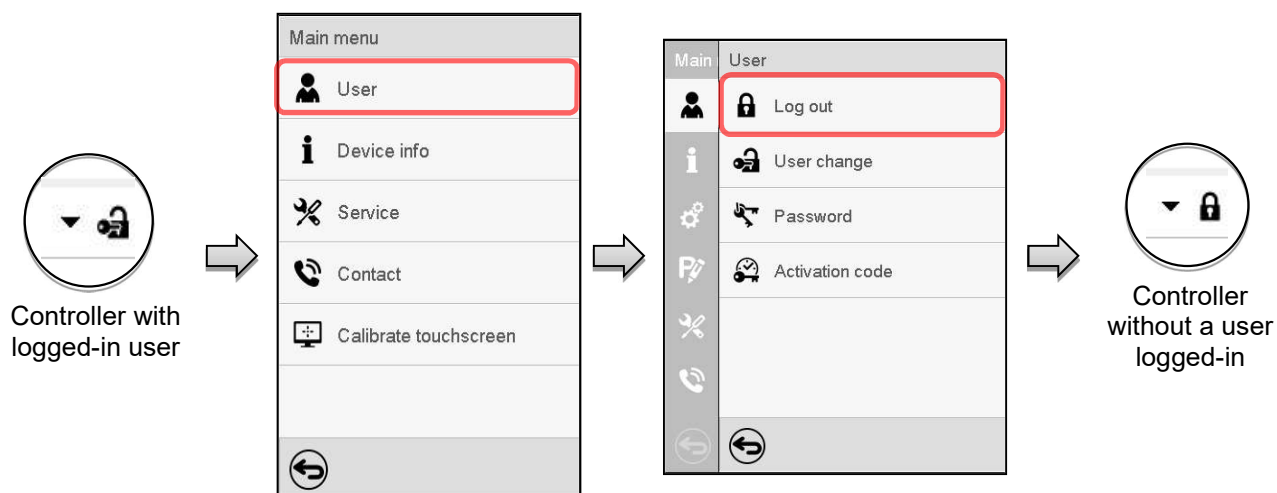 Controller with
logged-in user
Main menu
User
Device info
Service
Contact
Calibrate touchscreen
Main
User
Log out
User change
Password
Activation code
Controller
without a user
logged-in